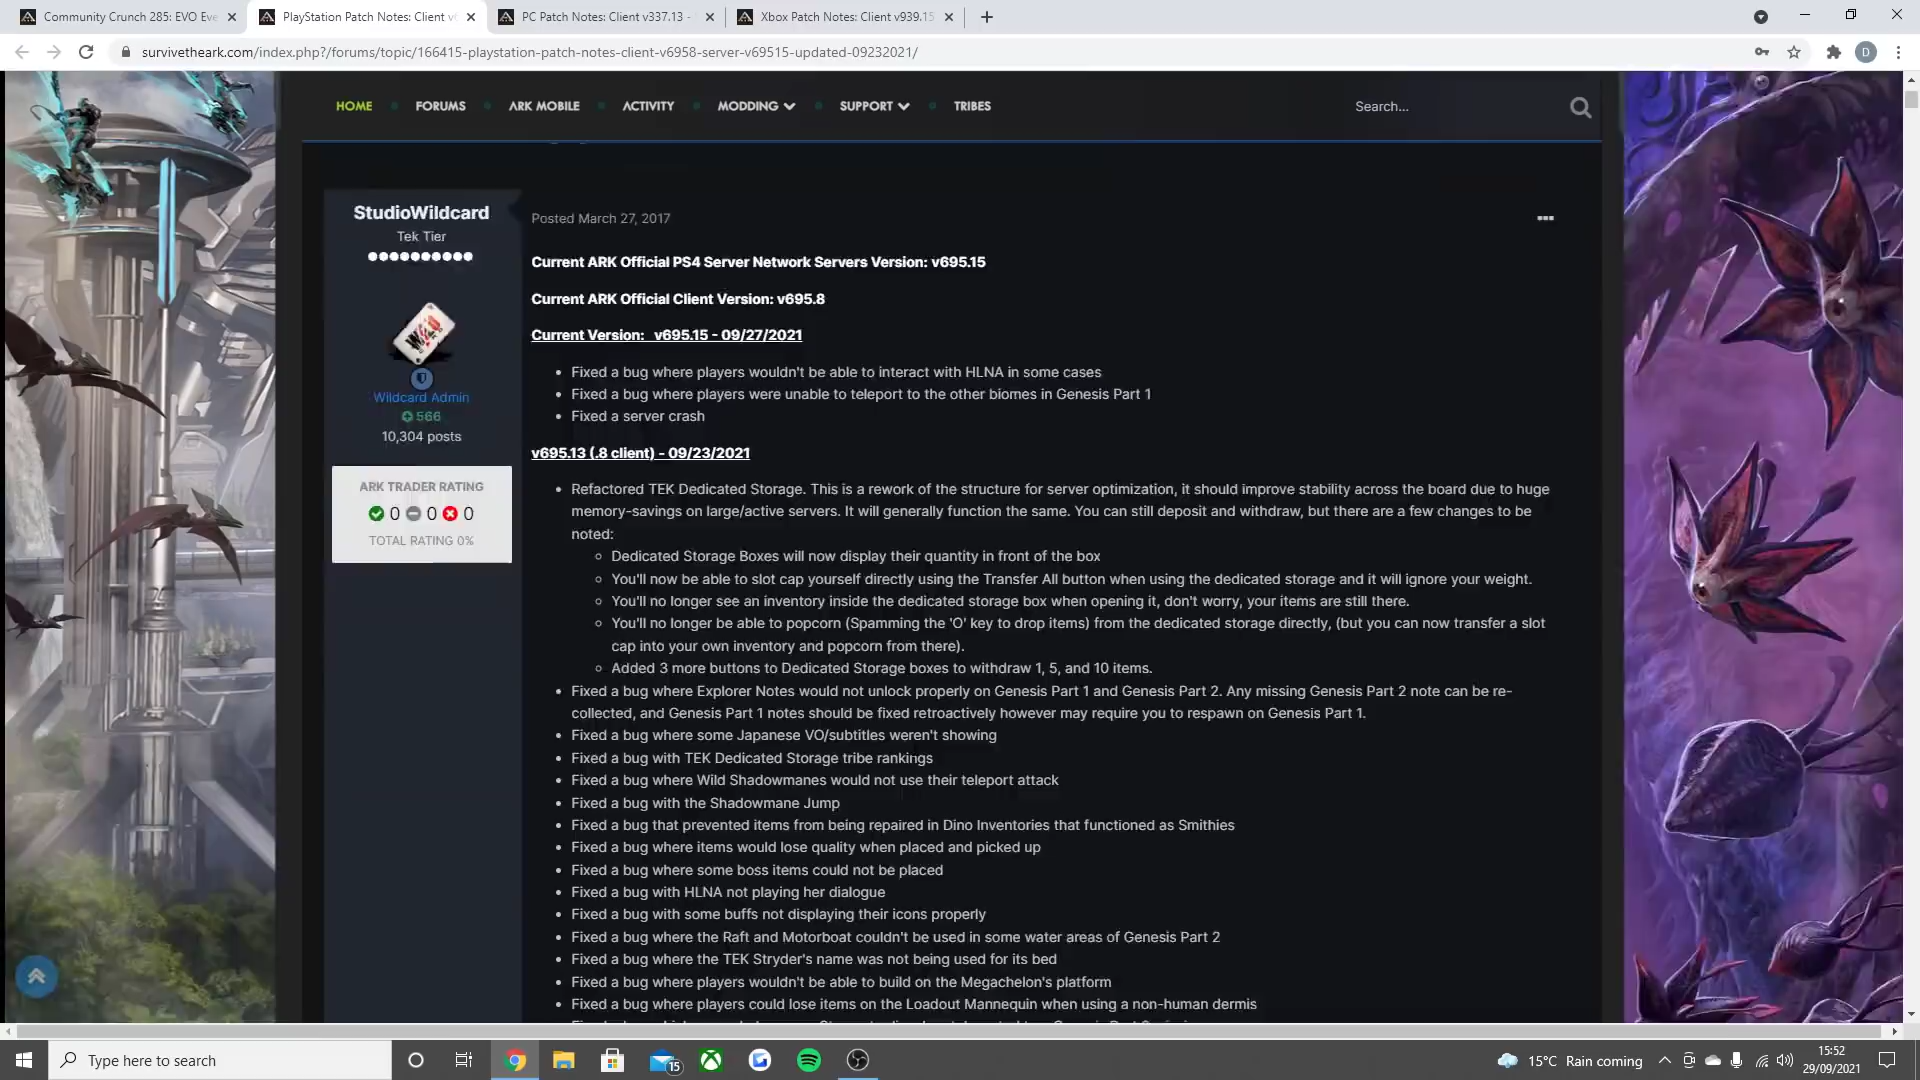 Community Crunch 285: EVO Eve
PlayStation Patch Notes: Client v6
PC Patch Notes: Client v337.13 -
Xbox Patch Notes: Client v939.15
survivetheark.com/index.php?/forums/topic/166415-playstation-patch-notes-client-v6958-server-v69515-updated-09232021/
D
HOME
FORUMS
ARK MOBILE
ACTIVITY
MODDING
SUPPORT
TRIBES
Search...
StudioWildcard
Tek Tier
WILD
Wildcard Admin
566
10,304 posts
ARK TRADER RATING
0 0 0
TOTAL RATING 0%
Posted March 27, 2017
Current ARK Official PS4 Server Network Servers Version: v695.15
Current ARK Official Client Version: v695.8
Current Version: v695.15 - 09/27/2021
Fixed a bug where players wouldn't be able to interact with HLNA in some cases
Fixed a bug where players were unable to teleport to the other biomes in Genesis Part 1
Fixed a server crash
v695.13 (.8 client) - 09/23/2021
Refactored TEK Dedicated Storage. This is a rework of the structure for server optimization, it should improve stability across the board due to huge
memory-savings on large/active servers. It will generally function the same. You can still deposit and withdraw, but there are a few changes to be
noted:
Dedicated Storage Boxes will now display their quantity in front of the box
You'll now be able to slot cap yourself directly using the Transfer All button when using the dedicated storage and it will ignore your weight.
You'll no longer see an inventory inside the dedicated storage box when opening it, don't worry, your items are still there.
You'll no longer be able to popcorn (Spamming the 'O' key to drop items) from the dedicated storage directly, (but you can now transfer a slot
cap into your own inventory and popcorn from there).
Added 3 more buttons to Dedicated Storage boxes to withdraw 1, 5, and 10 items.
Fixed a bug where Explorer Notes would not unlock properly on Genesis Part 1 and Genesis Part 2. Any missing Genesis Part 2 note can be re-
collected, and Genesis Part 1 notes should be fixed retroactively however may require you to respawn on Genesis Part 1.
Fixed a bug where some Japanese VO/subtitles weren't showing
Fixed a bug with TEK Dedicated Storage tribe rankings
Fixed a bug where Wild Shadowmanes would not use their teleport attack
Fixed a bug with the Shadowmane Jump
Fixed a bug that prevented items from being repaired in Dino Inventories that functioned as Smithies
Fixed a bug where items would lose quality when placed and picked up
Fixed a bug where some boss items could not be placed
Fixed a bug with HLNA not playing her dialogue
Fixed a bug with some buffs not displaying their icons properly
Fixed a bug where the Raft and Motorboat couldn't be used in some water areas of Genesis Part 2
Fixed a bug where the TEK Stryder's name was not being used for its bed
Fixed a bug where players wouldn't be able to build on the Megachelon's platform
Fixed a bug where players could lose items on the Loadout Mannequin when using a non-human dermis
Type here to search
15
15°C Rain coming
15:52
29/09/2021